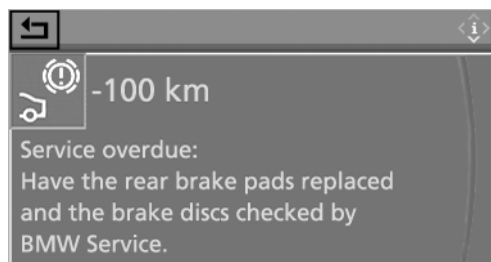 -100 km
Service overdue:
Have the rear brake pads replaced
and the brake discs checked by
BMW Service.